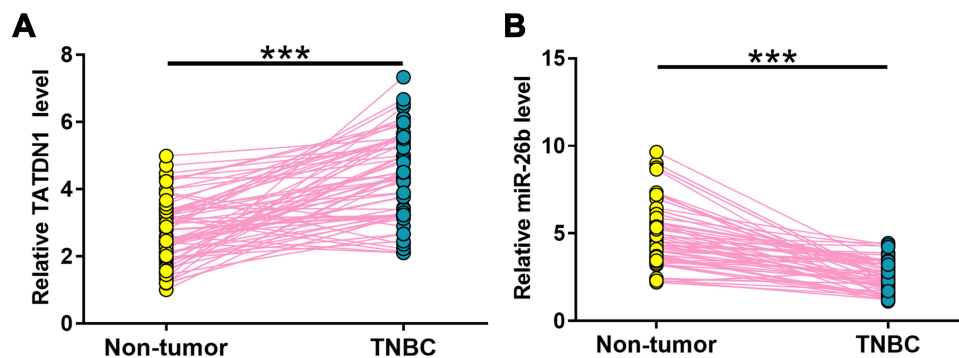 A
Relative TATDN1 level
8
6
4
2
0
***
Non-tumor
TNBC
B
Relative miR-26b level
15
10
5
0
***
Non-tumor
TNBC